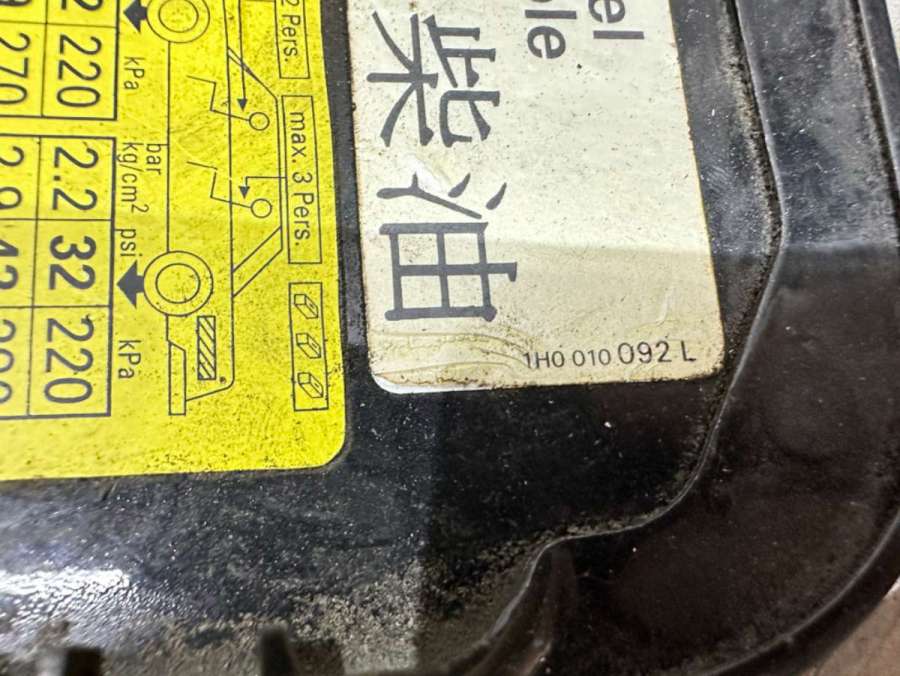 2 Pers. max. 3 Pers.
kPa bar kg/cm² psi kPa
220 2.2 32 220
270
el
le
柴油
1H0 010 092 L